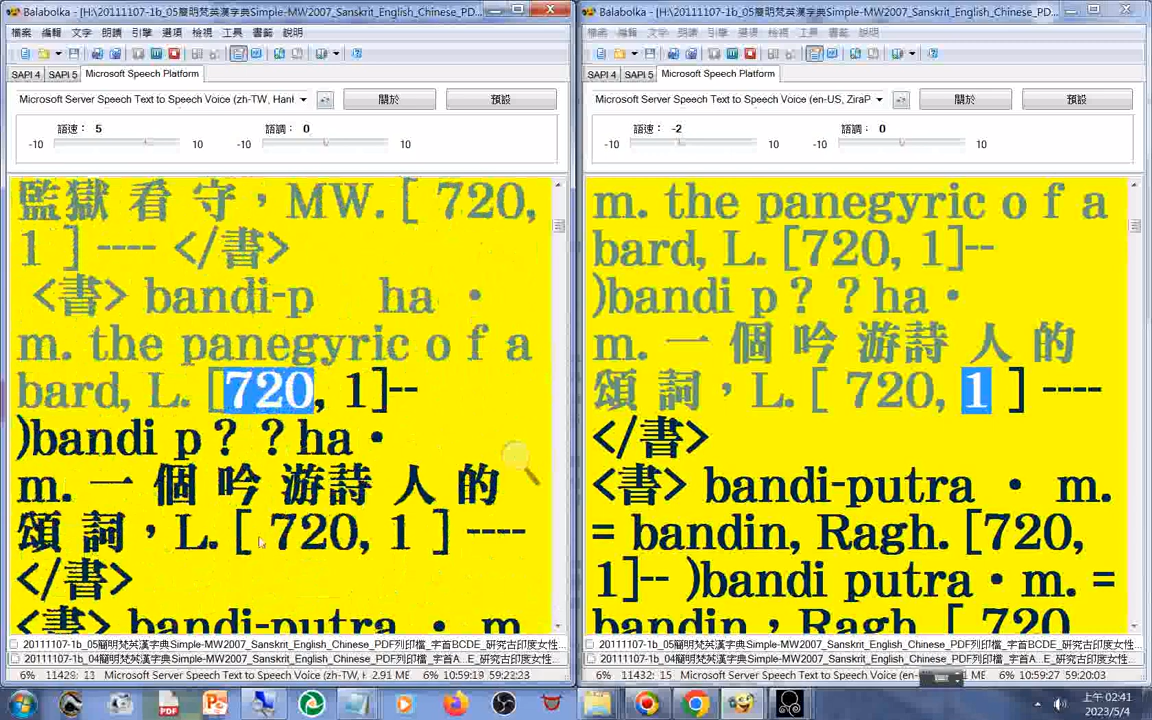 Balabolka - [H:\20111107-1b_05簡明梵英漢字典Simple-MW2007_Sanskrit_English_Chinese_PD...
檔案 編輯 文字 朗讀 引擎 選項 檢視 工具 書籤 說明
SAPI 4 SAPI 5 Microsoft Speech Platform
Microsoft Server Speech Text to Speech Voice (zh-TW, Han
關於 預設
語速： 5 語調： 0
-10 10 -10 10
監獄 看 守，MW. [ 720,
1 ] ---- </書>
<書> bandi-p ha •
m. the panegyric o f a
bard, L. [720, 1]--
)bandi p？？ha •
m. 一 個 吟 游詩 人 的
頌 詞，L. [ 720, 1 ] ----
</書>
<書> bandi-putra • m
20111107-1b_05簡明梵英漢字典Simple-MW2007_Sanskrit_English_Chinese_PDF列印檔_字首BCDE_研究古印度女性...
20111107-1b_04簡明梵英漢字典Simple-MW2007_Sanskrit_English_Chinese_PDF列印檔_字首A...E_研究古印度女性...
6% 11429: 11 Microsoft Server Speech Text to Speech Voice (zh-TW, H 2.91 ME 6% 10:59:19 59:22:23
Balabolka - [H:\20111107-1b_05簡明梵英漢字典Simple-MW2007_Sanskrit_English_Chinese_PD...
檔案 編輯 文字 朗讀 引擎 選項 檢視 工具 書籤 說明
SAPI 4 SAPI 5 Microsoft Speech Platform
Microsoft Server Speech Text to Speech Voice (en-US, ZiraP
關於 預設
語速： -2 語調： 0
-10 10 -10 10
m. the panegyric o f a
bard, L. [720, 1]--
)bandi p？？ha •
m. 一 個 吟 游詩 人 的
頌 詞，L. [ 720, 1 ] ----
</書>
<書> bandi-putra • m.
= bandin, Ragh. [720,
1]-- )bandi putra • m. =
bandin, Ragh. [ 720,
20111107-1b_05簡明梵英漢字典Simple-MW2007_Sanskrit_English_Chinese_PDF列印檔_字首BCDE_研究古印度女性...
20111107-1b_04簡明梵英漢字典Simple-MW2007_Sanskrit_English_Chinese_PDF列印檔_字首A...E_研究古印度女性...
6% 11432: 15 Microsoft Server Speech Text to Speech Voice (en-US, ME 6% 10:59:27 59:20:03
上午 02:41
2023/5/4